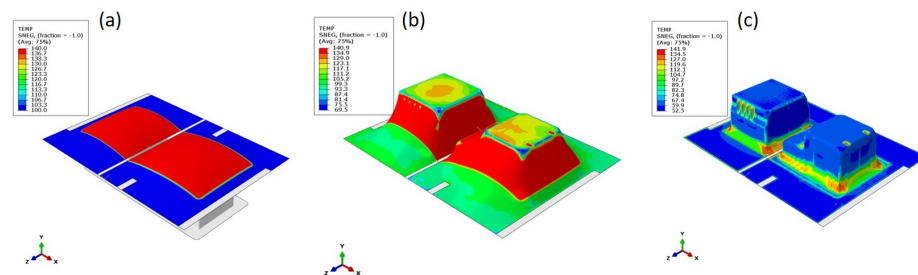 (a)
TEMP
SNEG, (fraction = -1.0)
(Avg: 75%)
140.0
136.7
133.3
130.0
126.7
123.3
120.0
116.7
113.3
110.0
106.7
103.3
100.0
Y
Z X
(b)
TEMP
SNEG, (fraction = -1.0)
(Avg: 75%)
140.9
134.9
129.0
123.1
117.1
111.2
105.2
99.3
93.3
87.4
81.4
75.5
69.5
Y
Z X
(c)
TEMP
SNEG, (fraction = -1.0)
(Avg: 75%)
141.9
134.5
127.0
119.6
112.1
104.7
97.2
89.7
82.3
74.8
67.4
59.9
52.5
Y
Z X